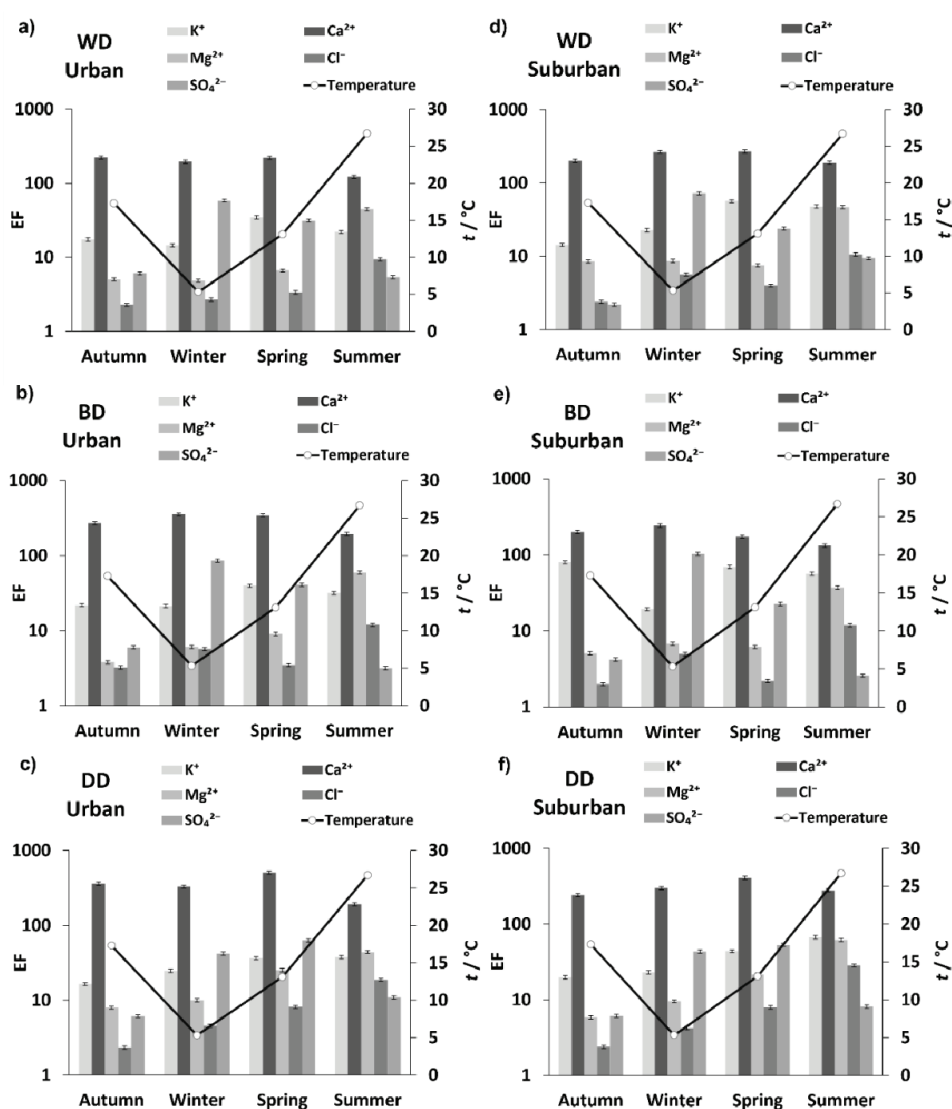 a)
WD
Urban
K⁺
Ca²⁺
Mg²⁺
Cl⁻
SO₄²⁻
Temperature
EF
1000
100
10
1
t / °C
30
25
20
15
10
5
0
Autumn Winter Spring Summer
d)
WD
Suburban
K⁺
Ca²⁺
Mg²⁺
Cl⁻
SO₄²⁻
Temperature
EF
1000
100
10
1
t / °C
30
25
20
15
10
5
0
Autumn Winter Spring Summer
b)
BD
Urban
K⁺
Ca²⁺
Mg²⁺
Cl⁻
SO₄²⁻
Temperature
EF
1000
100
10
1
t / °C
30
25
20
15
10
5
0
Autumn Winter Spring Summer
e)
BD
Suburban
K⁺
Ca²⁺
Mg²⁺
Cl⁻
SO₄²⁻
Temperature
EF
1000
100
10
1
t / °C
30
25
20
15
10
5
0
Autumn Winter Spring Summer
c)
DD
Urban
K⁺
Ca²⁺
Mg²⁺
Cl⁻
SO₄²⁻
Temperature
EF
1000
100
10
1
t / °C
30
25
20
15
10
5
0
Autumn Winter Spring Summer
f)
DD
Suburban
K⁺
Ca²⁺
Mg²⁺
Cl⁻
SO₄²⁻
Temperature
EF
1000
100
10
1
t / °C
30
25
20
15
10
5
0
Autumn Winter Spring Summer